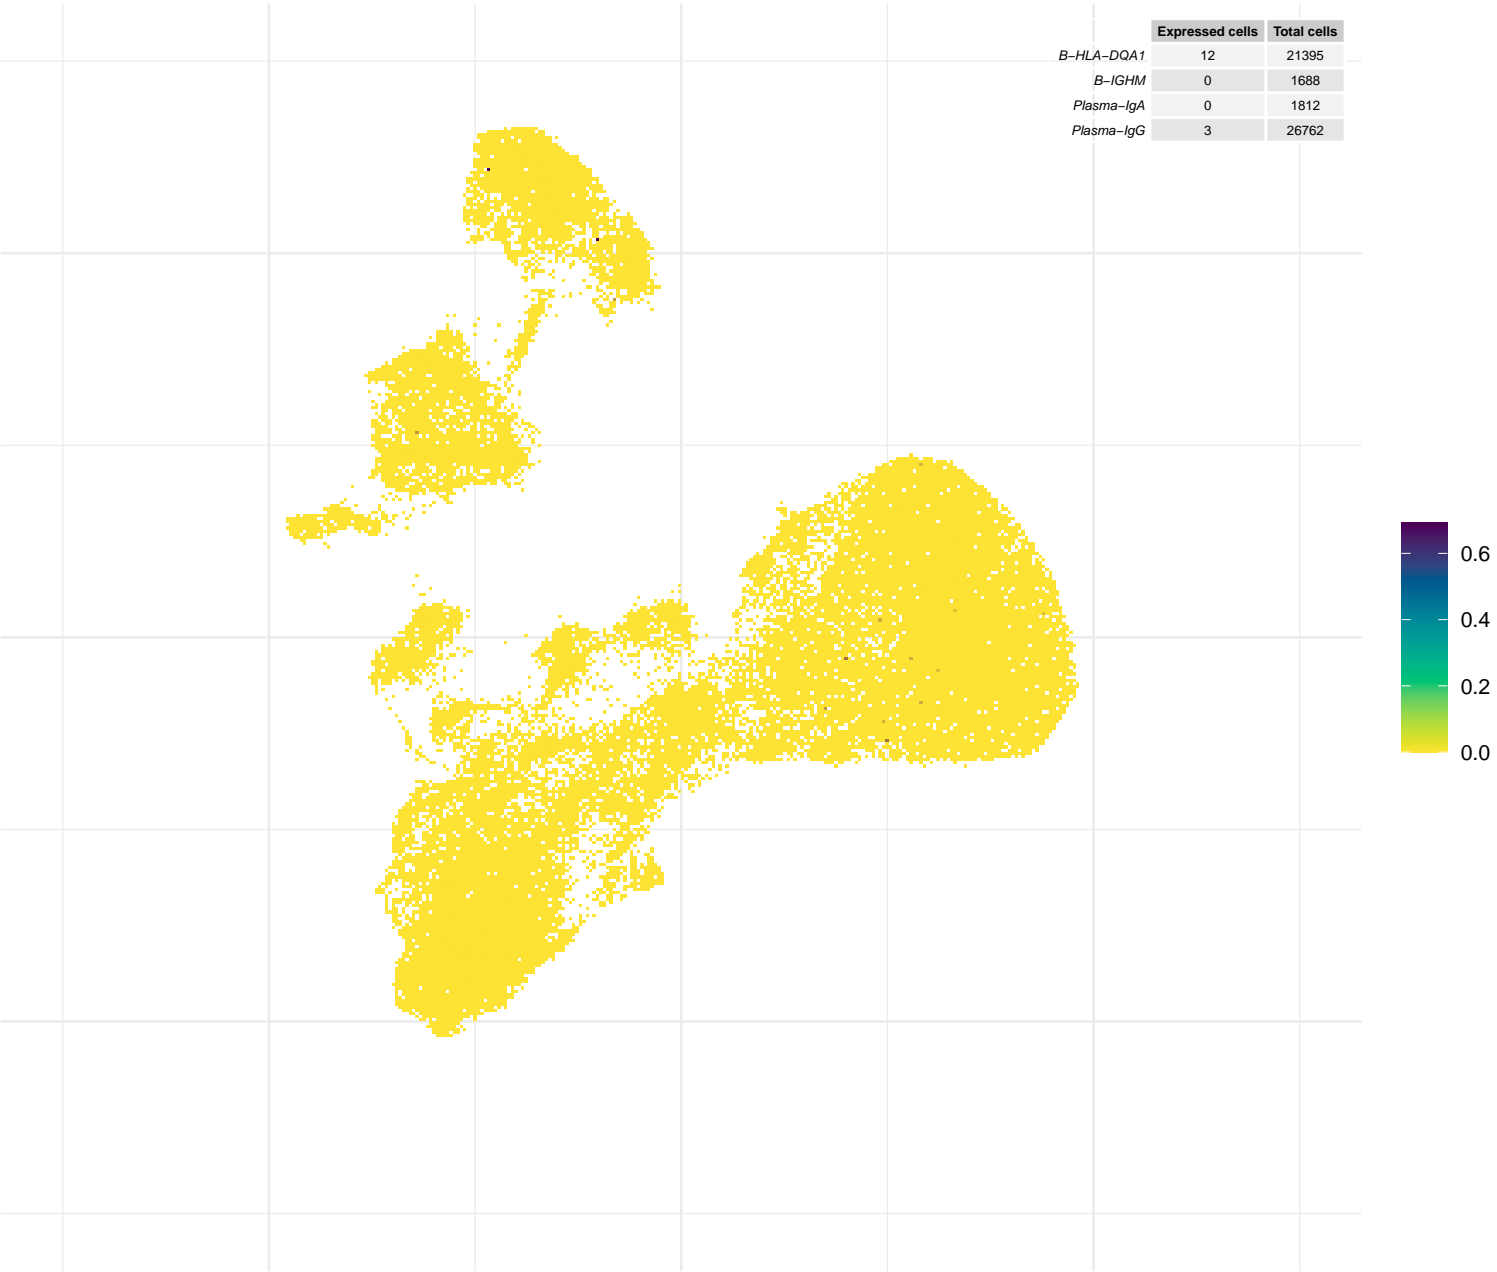 Expressed cells Total cells
B−HLA−DQA1 12 21395
B−IGHM 0 1688
Plasma−IgA 0 1812
Plasma−IgG 3 26762
0.6
0.4
0.2
0.0